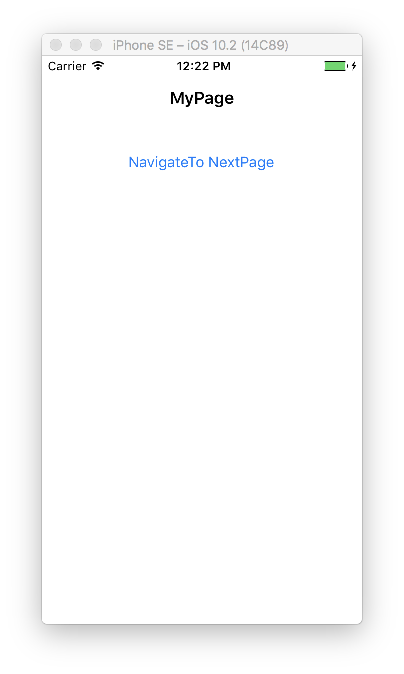 iPhone SE – iOS 10.2 (14C89)
Carrier 12:22 PM
MyPage
NavigateTo NextPage